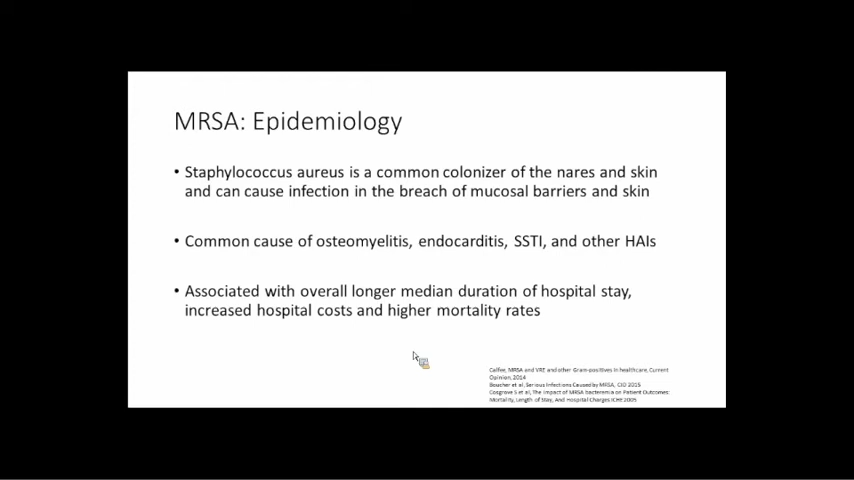 MRSA: Epidemiology
• Staphylococcus aureus is a common colonizer of the nares and skin
and can cause infection in the breach of mucosal barriers and skin
• Common cause of osteomyelitis, endocarditis, SSTI, and other HAIs
• Associated with overall longer median duration of hospital stay,
increased hospital costs and higher mortality rates
Calfee, MRSA and VRE and other Gram-positives in healthcare, Current
Opinion, 2014
Boucher et al, Serious Infections Caused by MRSA, CID 2015
Cosgrove S et al, The Impact of MRSA bacteremia on Patient Outcomes:
Mortality, Length of Stay, And Hospital Charges ICHE 2005